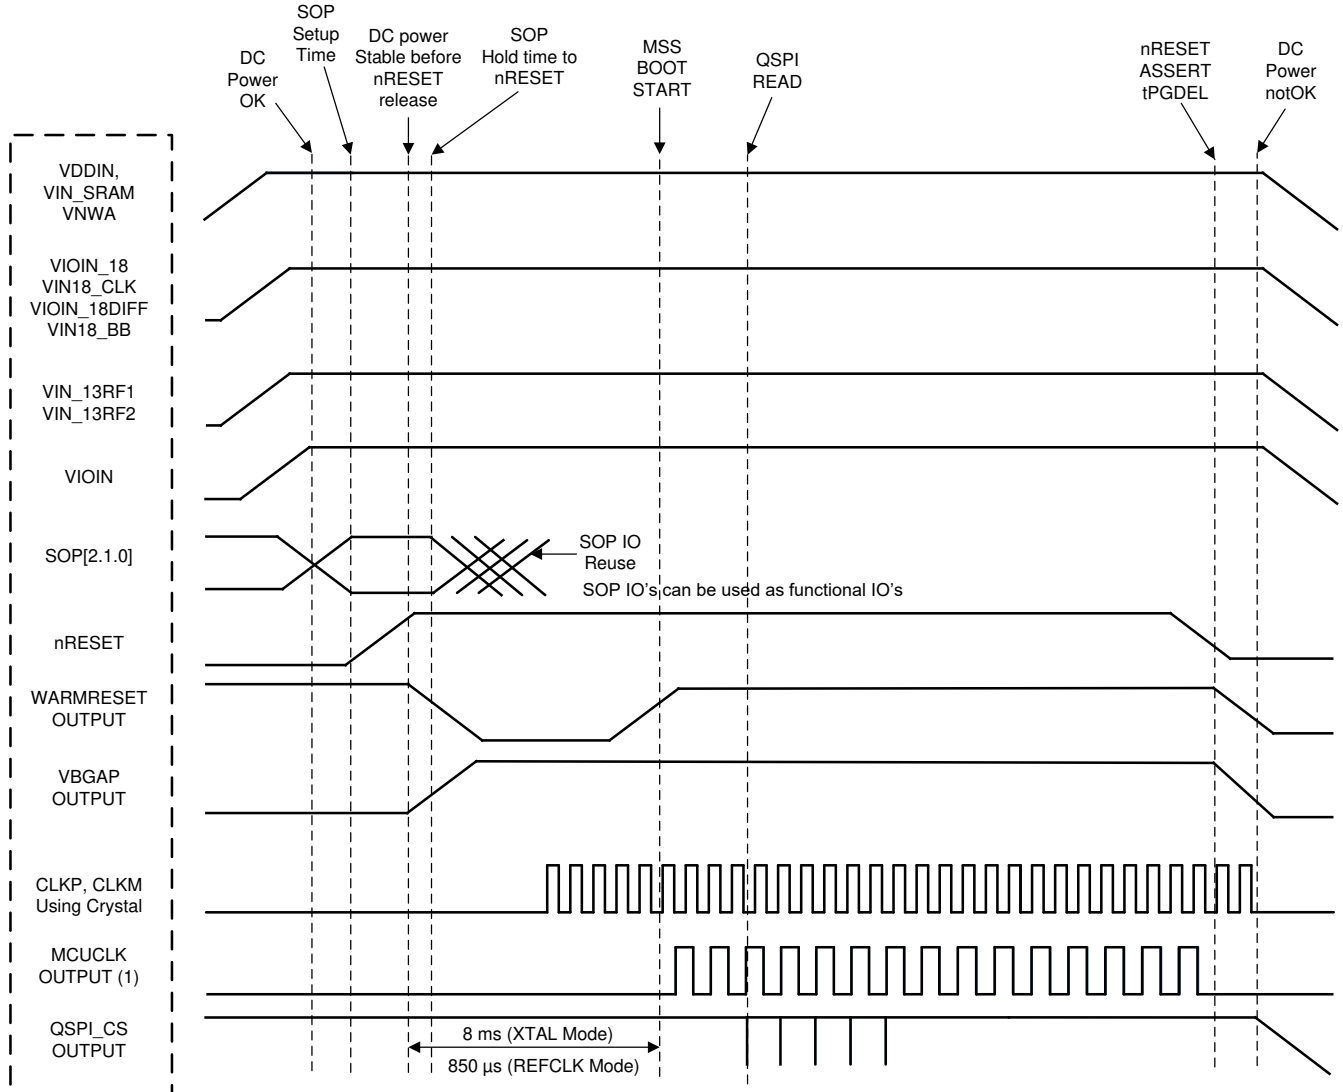 SOP
Setup
Time
DC
Power
OK
DC power
Stable before
nRESET
release
SOP
Hold time to
nRESET
MSS
BOOT
START
QSPI
READ
nRESET
ASSERT
tPGDEL
DC
Power
notOK
VDDIN,
VIN_SRAM
VNWA
VIOIN_18
VIN18_CLK
VIOIN_18DIFF
VIN18_BB
VIN_13RF1
VIN_13RF2
VIOIN
SOP[2.1.0]
SOP IO
Reuse
SOP IO's can be used as functional IO's
nRESET
WARMRESET
OUTPUT
VBGAP
OUTPUT
CLKP, CLKM
Using Crystal
MCUCLK
OUTPUT (1)
QSPI_CS
OUTPUT
8 ms (XTAL Mode)
850 µs (REFCLK Mode)